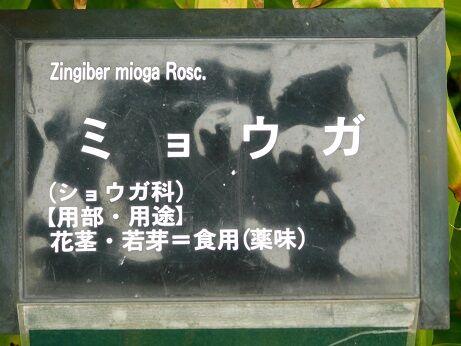 Zingiber mioga Rosc.
ミョウガ
(ショウガ科)
【用部・用途】
花茎・若芽＝食用(薬味)